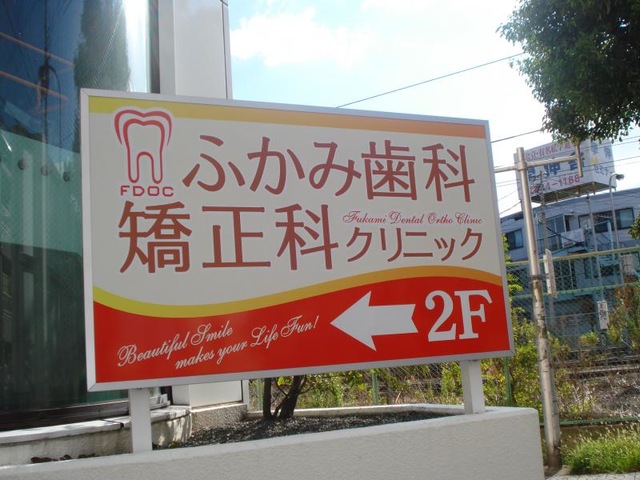 FDOC
ふかみ歯科
矯正科クリニック
Fukami Dental Ortho Clinic
Beautiful Smile
makes your Life Fun!
2F